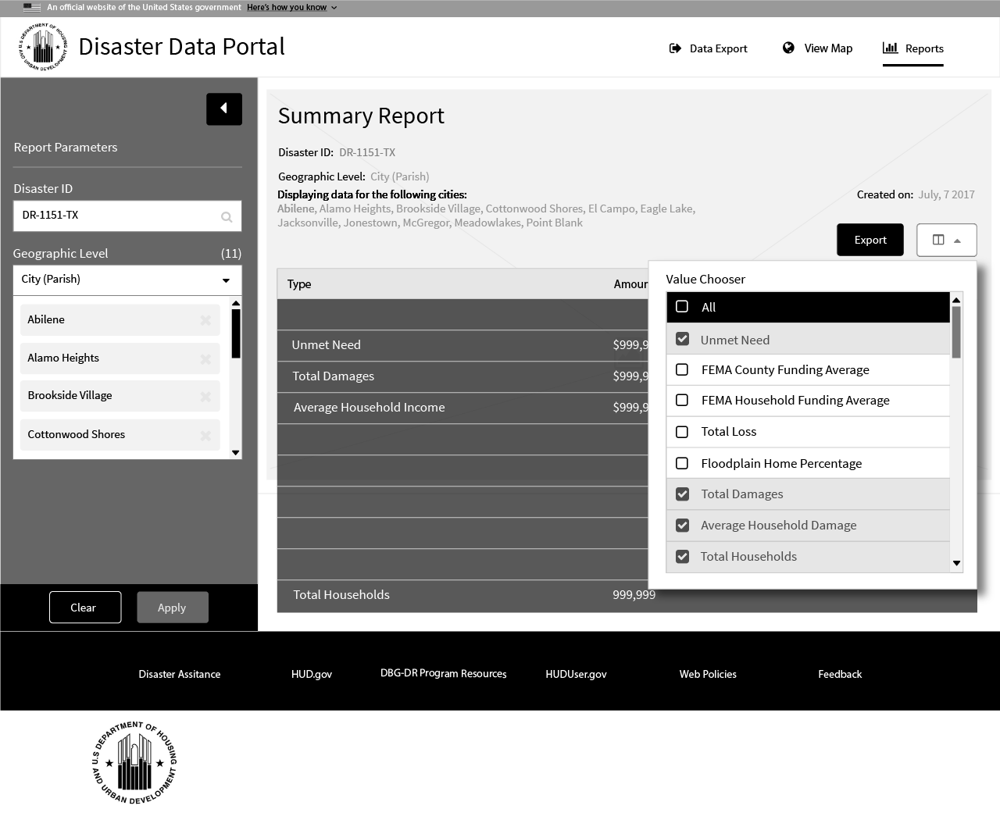 An official website of the United States government Here's how you know
U.S DEPARTMENT OF HOUSING AND URBAN DEVELOPMENT
Disaster Data Portal
Data Export
View Map
Reports
Report Parameters
Disaster ID
DR-1151-TX
Geographic Level (11)
City (Parish)
Abilene
Alamo Heights
Brookside Village
Cottonwood Shores
Clear
Apply
Summary Report
Disaster ID: DR-1151-TX
Geographic Level: City (Parish)
Displaying data for the following cities:
Abilene, Alamo Heights, Brookside Village, Cottonwood Shores, El Campo, Eagle Lake,
Jacksonville, Jonestown, McGregor, Meadowlakes, Point Blank
Created on: July, 7 2017
Export
Type Amour
Unmet Need $999,9
Total Damages $999,9
Average Household Income $999,9
Total Households 999,999
Value Chooser
All
Unmet Need
FEMA County Funding Average
FEMA Household Funding Average
Total Loss
Floodplain Home Percentage
Total Damages
Average Household Damage
Total Households
Disaster Assitance
HUD.gov
DBG-DR Program Resources
HUDUser.gov
Web Policies
Feedback
U.S DEPARTMENT OF HOUSING AND URBAN DEVELOPMENT